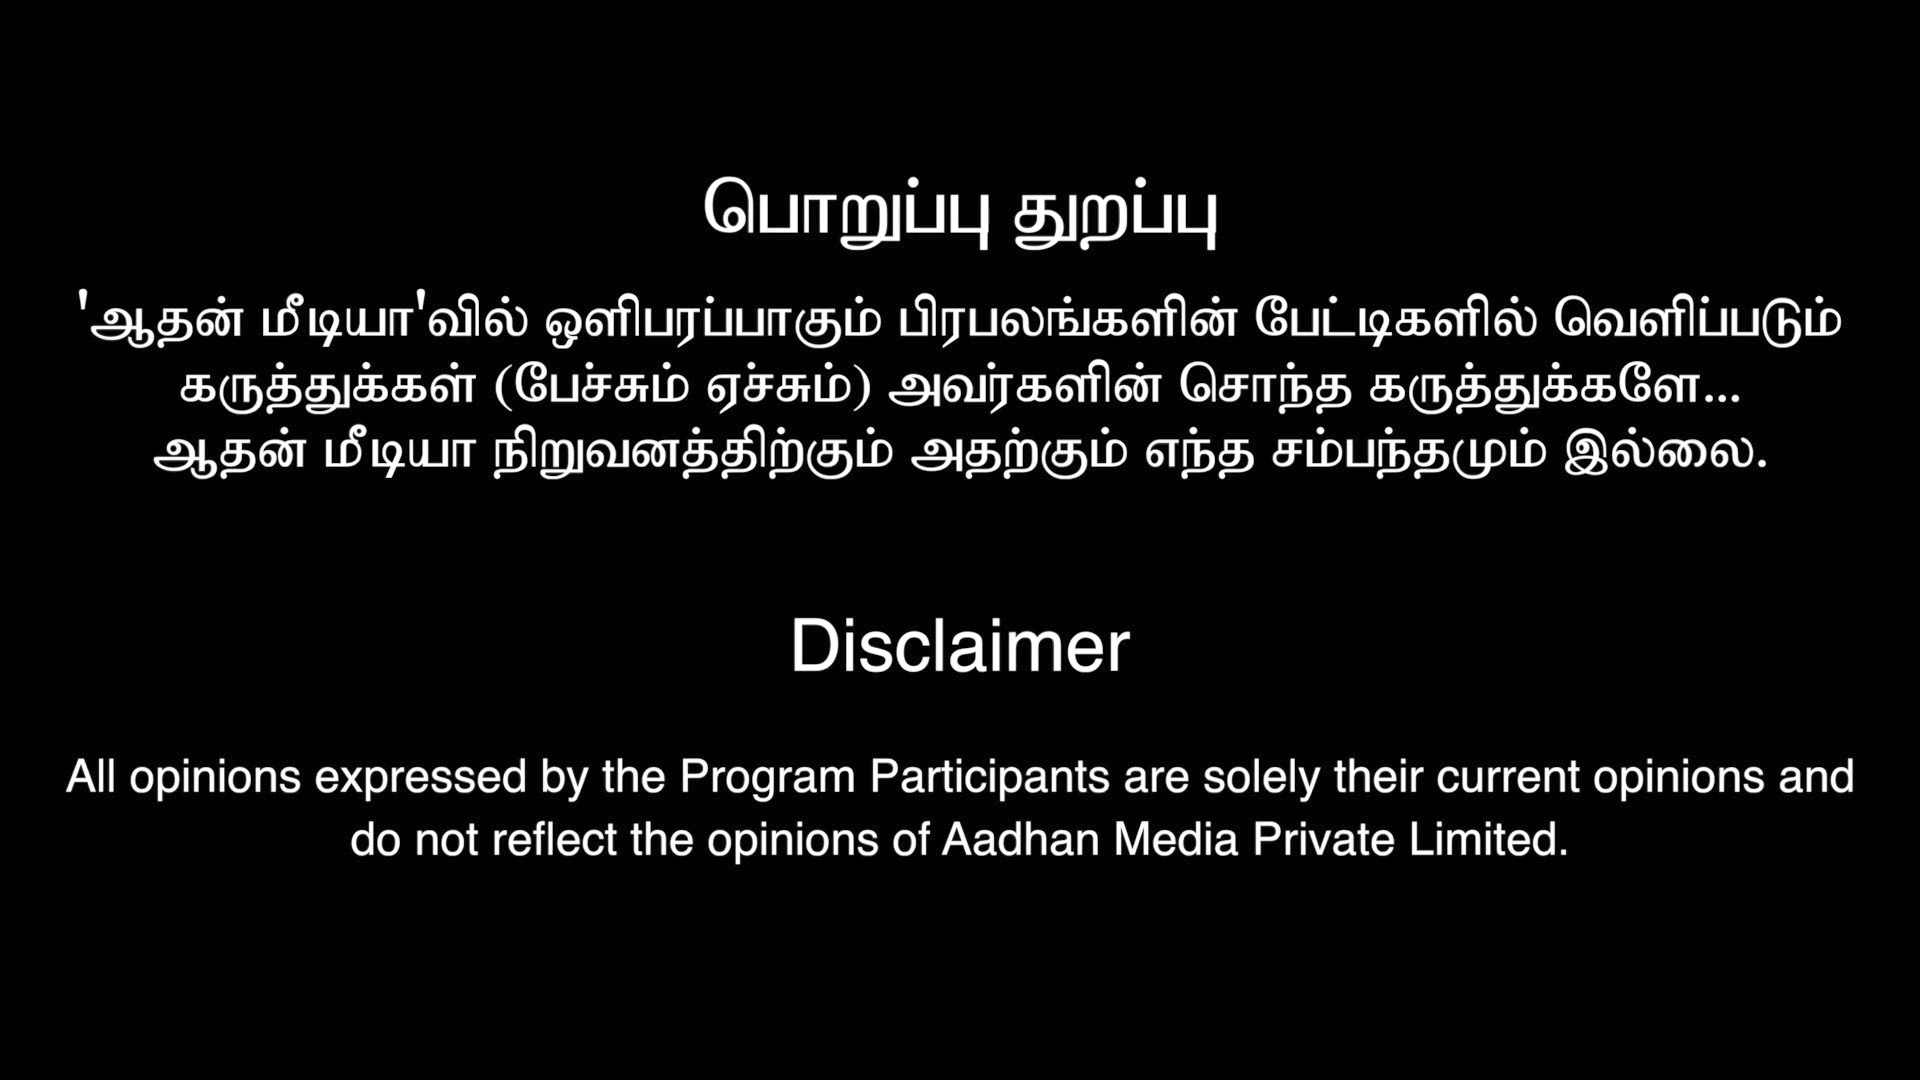 பொறுப்பு துறப்பு
'ஆதன் மீடியா'வில் ஒளிபரப்பாகும் பிரபலங்களின் பேட்டிகளில் வெளிப்படும்
கருத்துக்கள் (பேச்சும் ஏச்சும்) அவர்களின் சொந்த கருத்துக்களே...
ஆதன் மீடியா நிறுவனத்திற்கும் அதற்கும் எந்த சம்பந்தமும் இல்லை.
Disclaimer
All opinions expressed by the Program Participants are solely their current opinions and
do not reflect the opinions of Aadhan Media Private Limited.